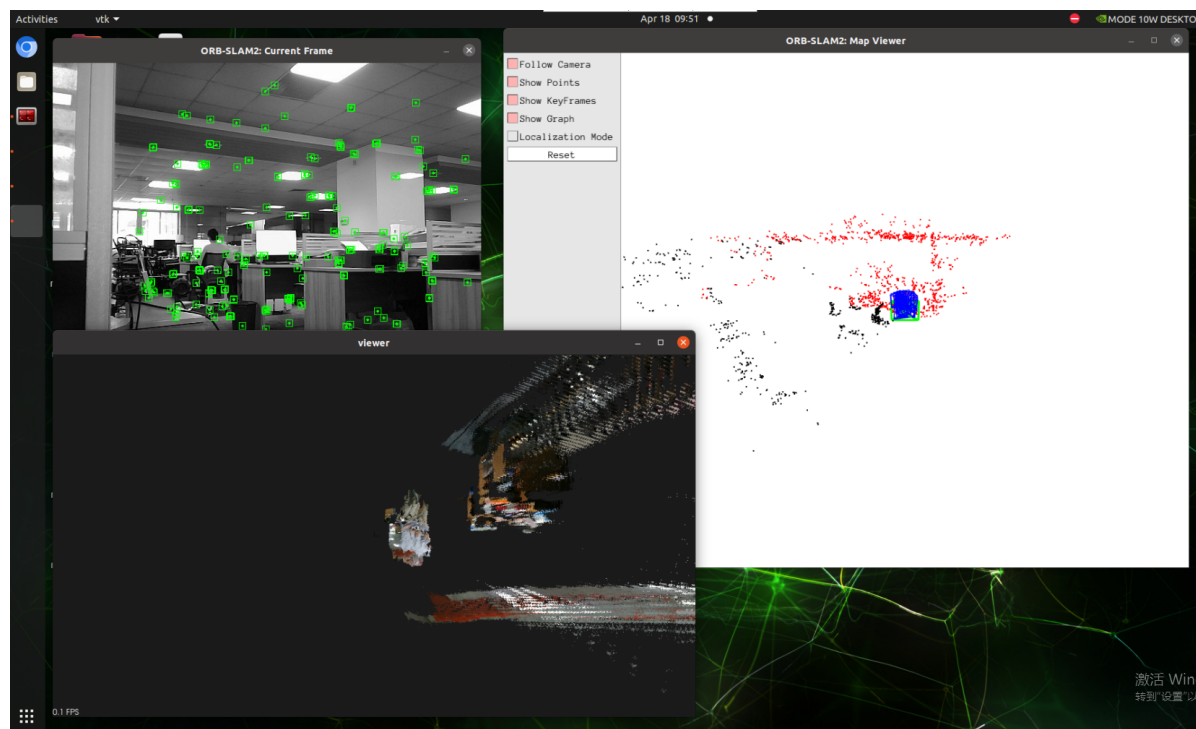 Activities
vtk
Apr 18 09:51
MODE 10W DESKTO
ORB-SLAM2: Current Frame
ORB-SLAM2: Map Viewer
Follow Camera
Show Points
Show KeyFrames
Show Graph
Localization Mode
Reset
viewer
0.1 FPS
激活 Win
转到"设置"以